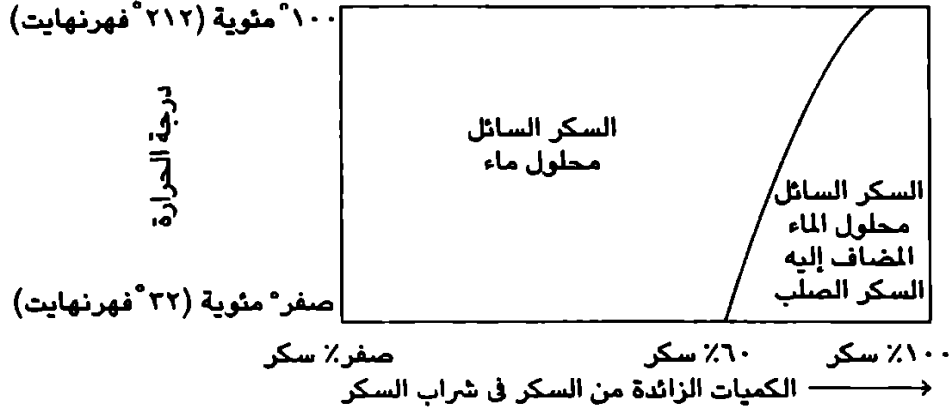 ١٠٠° مئوية (٢١٢° فهرنهايت)
درجة الحرارة
السكر السائل
محلول ماء
السكر السائل
محلول الماء
المضاف إليه
السكر الصلب
صفر° مئوية (٣٢° فهرنهايت)
صفر٪ سكر
٦٠٪ سكر
١٠٠٪ سكر
الكميات الزائدة من السكر فى شراب السكر